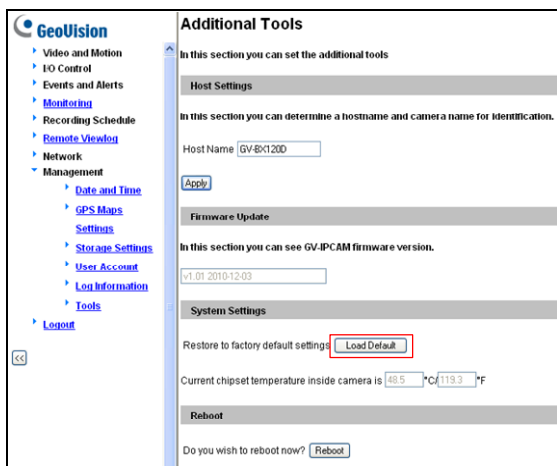 GeoVision
Video and Motion
I/O Control
Events and Alerts
Monitoring
Recording Schedule
Remote Viewlog
Network
Management
Date and Time
GPS Maps
Settings
Storage Settings
User Account
Log Information
Tools
Logout
<<
Additional Tools
In this section you can set the additional tools
Host Settings
In this section you can determine a hostname and camera name for identification.
Host Name GV-BX120D
Apply
Firmware Update
In this section you can see GV-IPCAM firmware version.
v1.01 2010-12-03
System Settings
Restore to factory default settings Load Default
Current chipset temperature inside camera is 48.5 °C/ 119.3 °F
Reboot
Do you wish to reboot now? Reboot